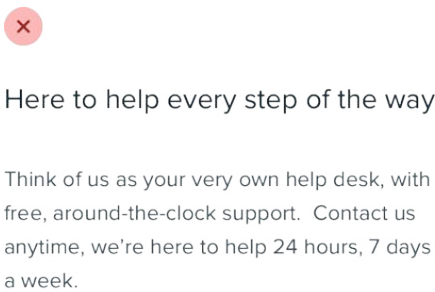 Here to help every step of the way
Think of us as your very own help desk, with
free, around-the-clock support.  Contact us
anytime, we’re here to help 24 hours, 7 days
a week.